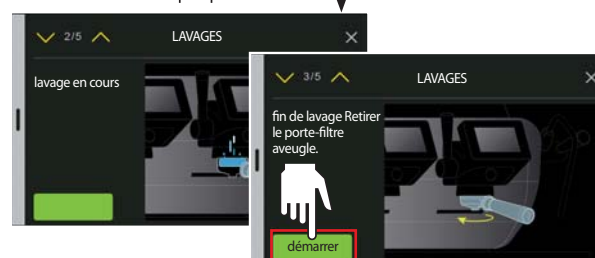 2/5
LAVAGES
lavage en cours
3/5
LAVAGES
fin de lavage Retirer
le porte-filtre
aveugle.
démarrer